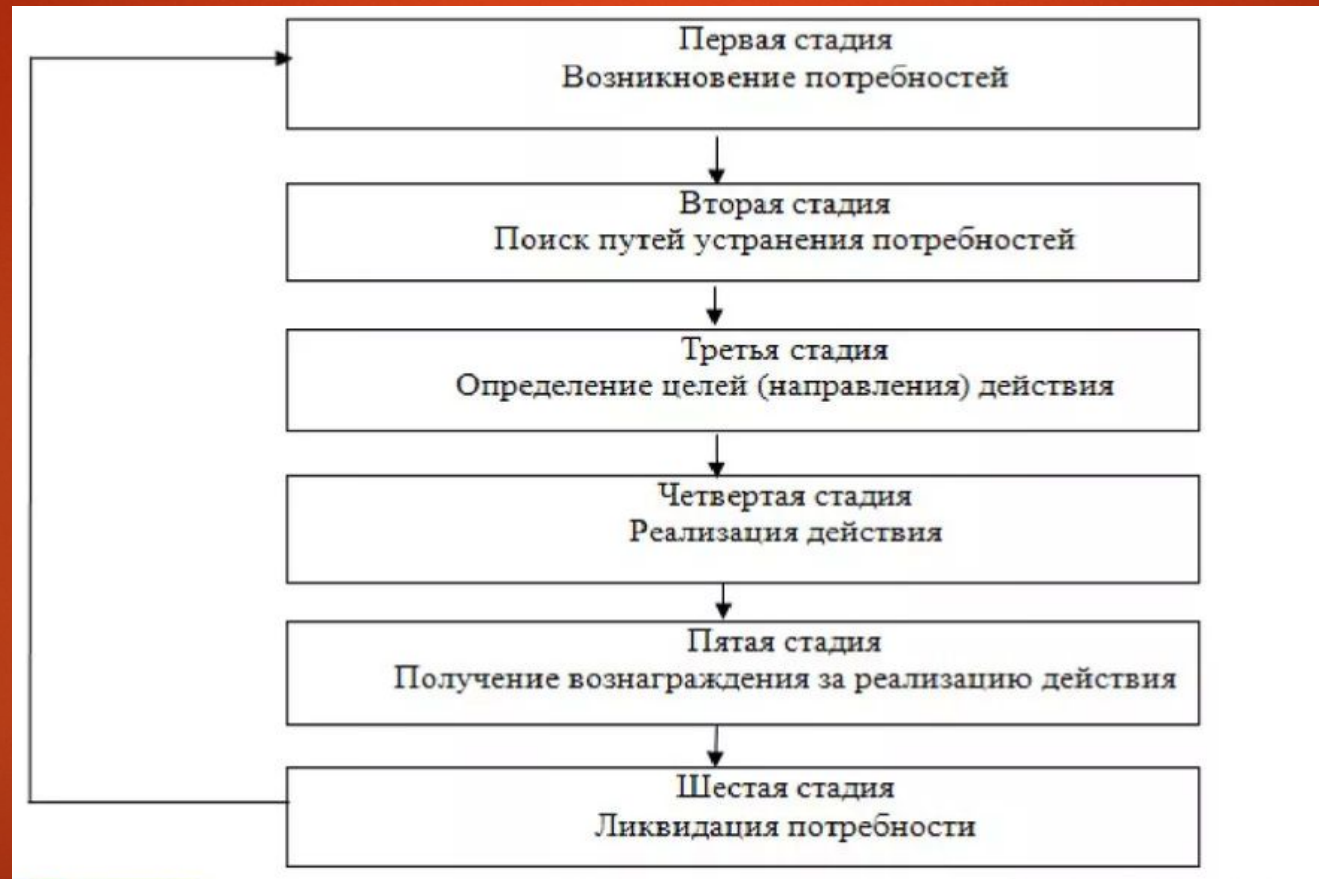 Первая стадия
Возникновение потребностей
Вторая стадия
Поиск путей устранения потребностей
Третья стадия
Определение целей (направления) действия
Четвертая стадия
Реализация действия
Пятая стадия
Получение вознаграждения за реализацию действия
Шестая стадия
Ликвидация потребности